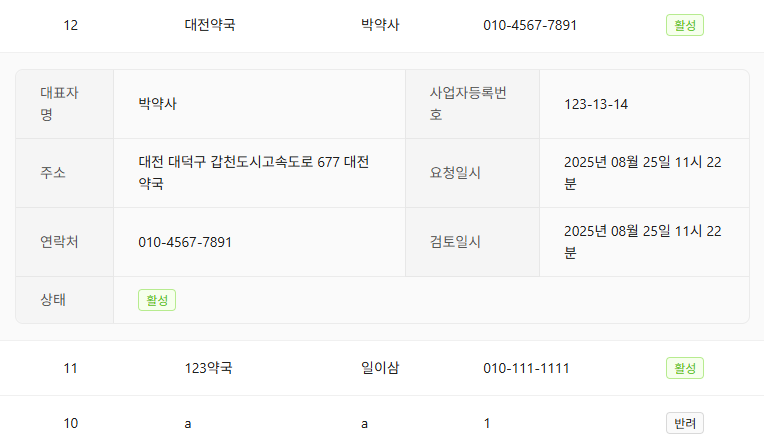 12 대전약국 박약사 010-4567-7891 활성
대표자
명
박약사
사업자등록번
호
123-13-14
주소
대전 대덕구 갑천도시고속도로 677 대전
약국
요청일시
2025년 08월 25일 11시 22
분
연락처
010-4567-7891
검토일시
2025년 08월 25일 11시 22
분
상태
활성
11 123약국 일이삼 010-111-1111 활성
10 a a 1 반려